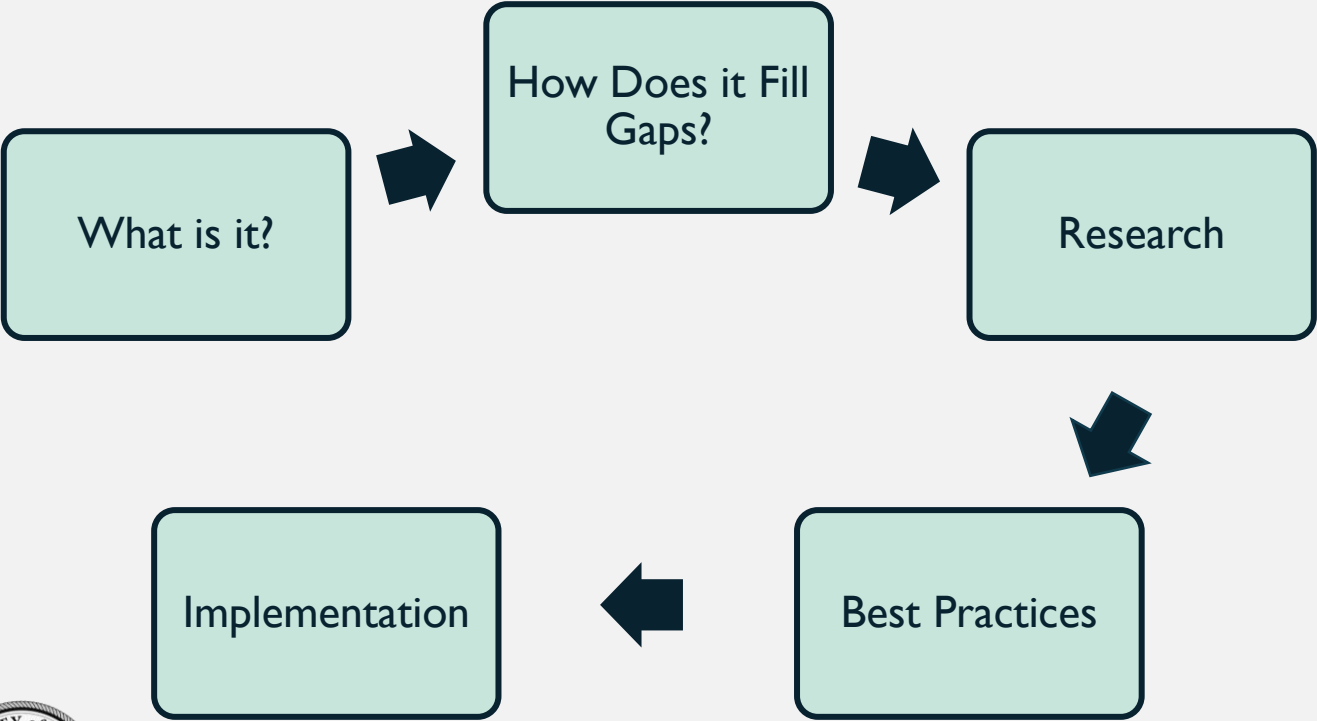 What is it?
How Does it Fill
Gaps?
Research
Best Practices
Implementation